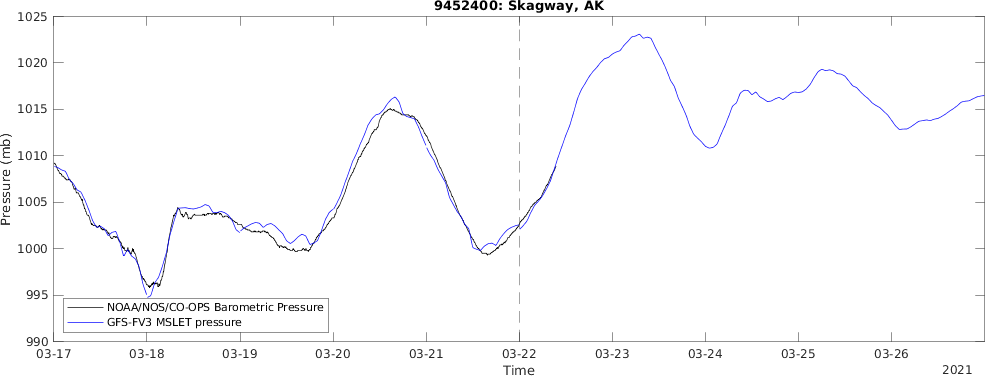 9452400: Skagway, AK
Pressure (mb)
1025
1020
1015
1010
1005
1000
995
990
NOAA/NOS/CO-OPS Barometric Pressure
GFS-FV3 MSLET pressure
03-17 03-18 03-19 03-20 03-21 03-22 03-23 03-24 03-25 03-26
Time
2021